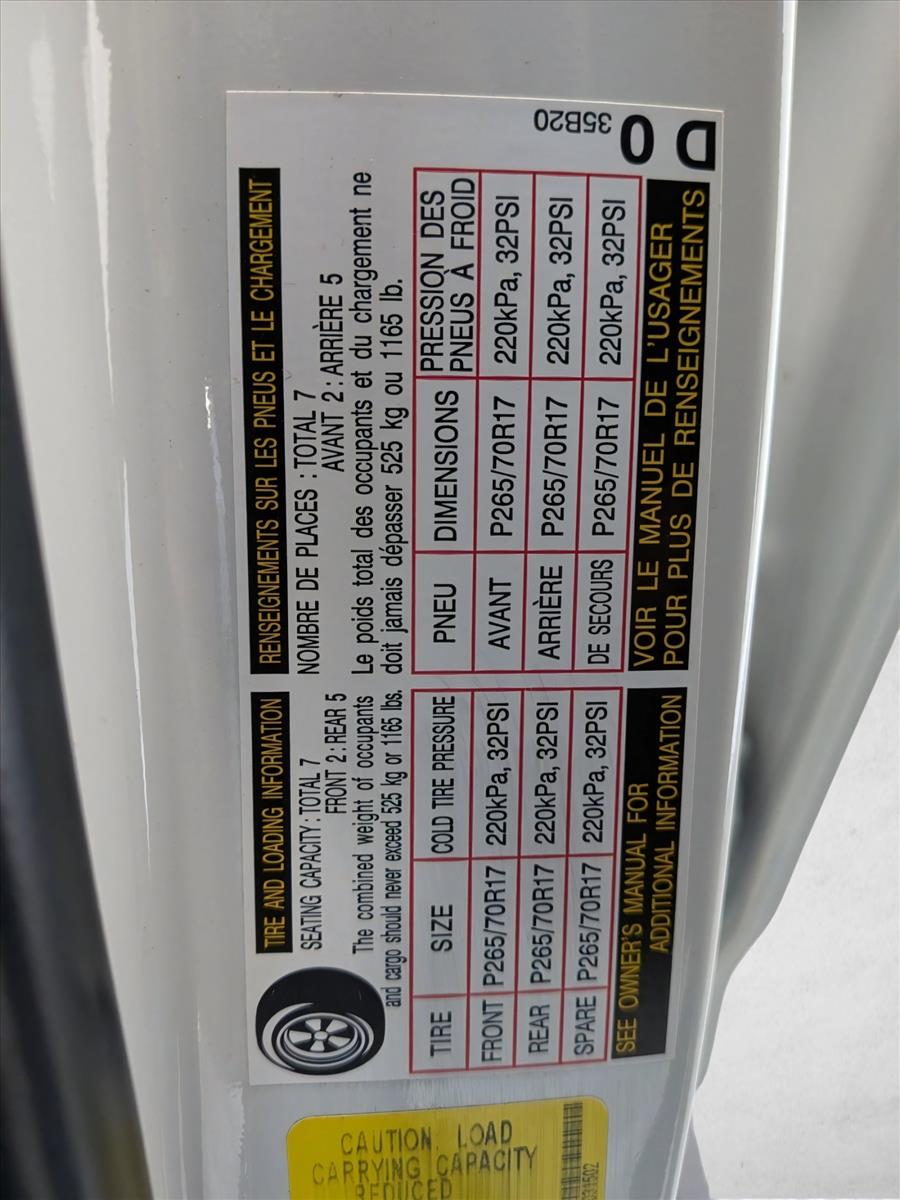 TIRE AND LOADING INFORMATION
SEATING CAPACITY : TOTAL 7
FRONT 2 : REAR 5
The combined weight of occupants
and cargo should never exceed 525 kg or 1165 lbs.
TIRE SIZE COLD TIRE PRESSURE
FRONT P265/70R17 220kPa, 32PSI
REAR P265/70R17 220kPa, 32PSI
SPARE P265/70R17 220kPa, 32PSI
SEE OWNER'S MANUAL FOR
ADDITIONAL INFORMATION
RENSEIGNEMENTS SUR LES PNEUS ET LE CHARGEMENT
NOMBRE DE PLACES : TOTAL 7
AVANT 2 : ARRIÈRE 5
Le poids total des occupants et du chargement ne
doit jamais dépasser 525 kg ou 1165 lb.
PNEU DIMENSIONS PRESSION DES
PNEUS À FROID
AVANT P265/70R17 220kPa, 32PSI
ARRIÈRE P265/70R17 220kPa, 32PSI
DE SECOURS P265/70R17 220kPa, 32PSI
VOIR LE MANUEL DE L'USAGER
POUR PLUS DE RENSEIGNEMENTS
35B20
D 0
CAUTION: LOAD
CARRYING CAPACITY
REDUCED